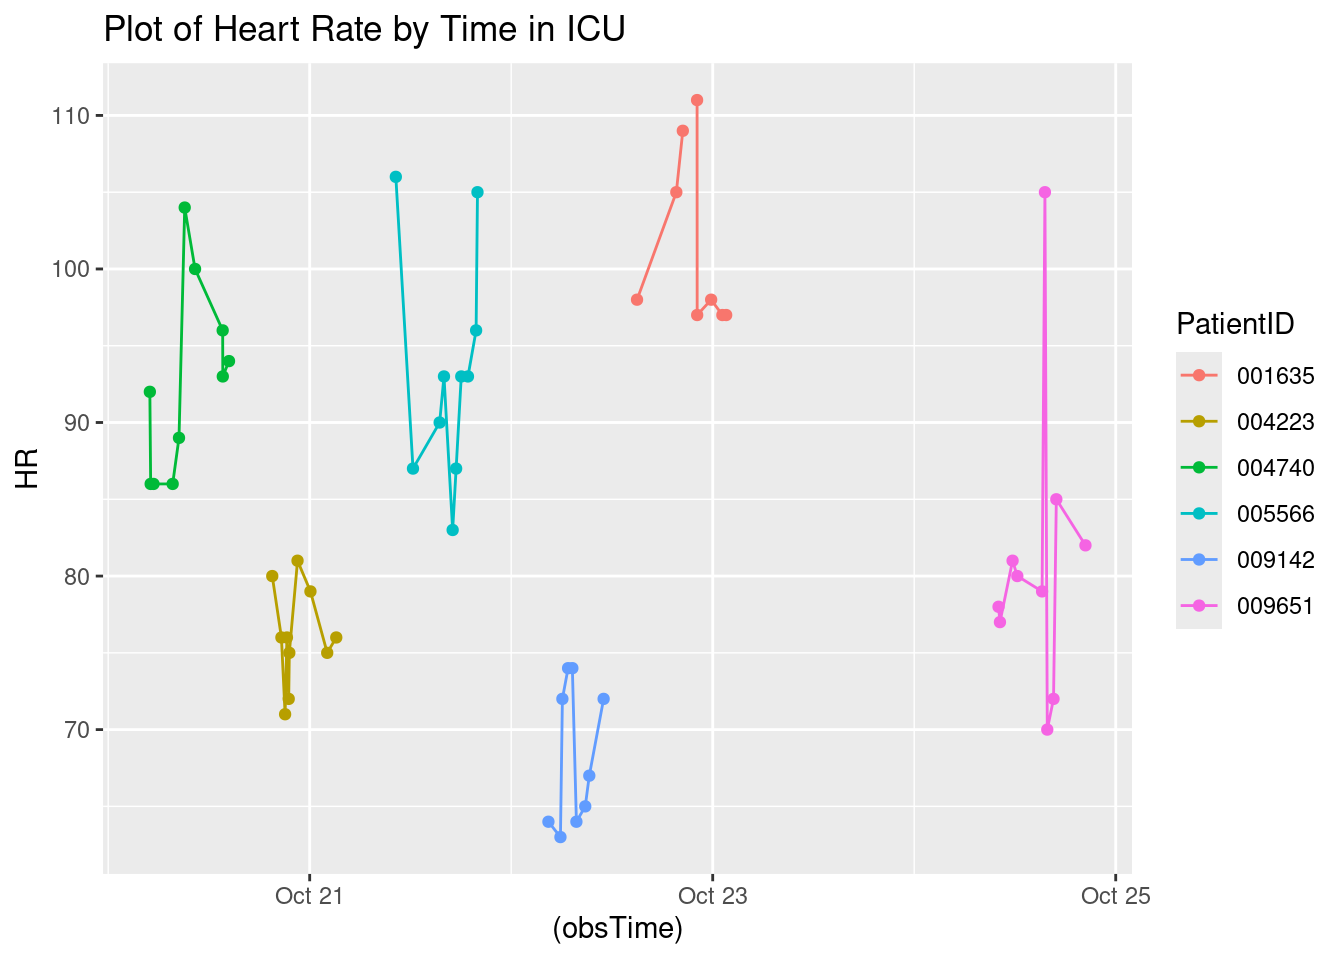 Plot of Heart Rate by Time in ICU
110
100
90
80
70
HR
Oct 21
Oct 23
Oct 25
(obsTime)
PatientID
001635
004223
004740
005566
009142
009651